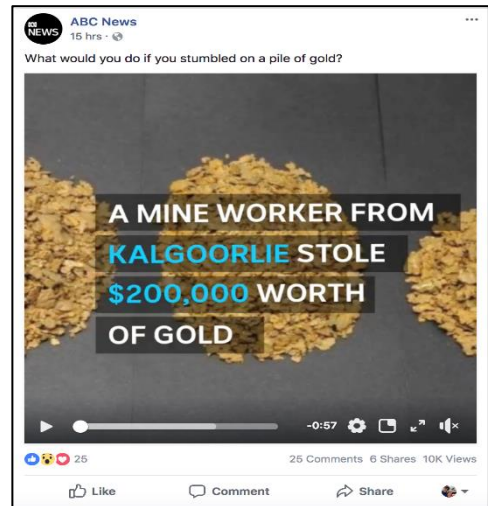 ABC
NEWS
ABC News
15 hrs ·
What would you do if you stumbled on a pile of gold?
A MINE WORKER FROM
KALGOORLIE STOLE
$200,000 WORTH
OF GOLD
-0:57
25
25 Comments 6 Shares 10K Views
Like Comment Share